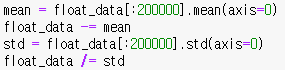 mean = float_data[:200000].mean(axis=0)
float_data -= mean
std = float_data[:200000].std(axis=0)
float_data /= std